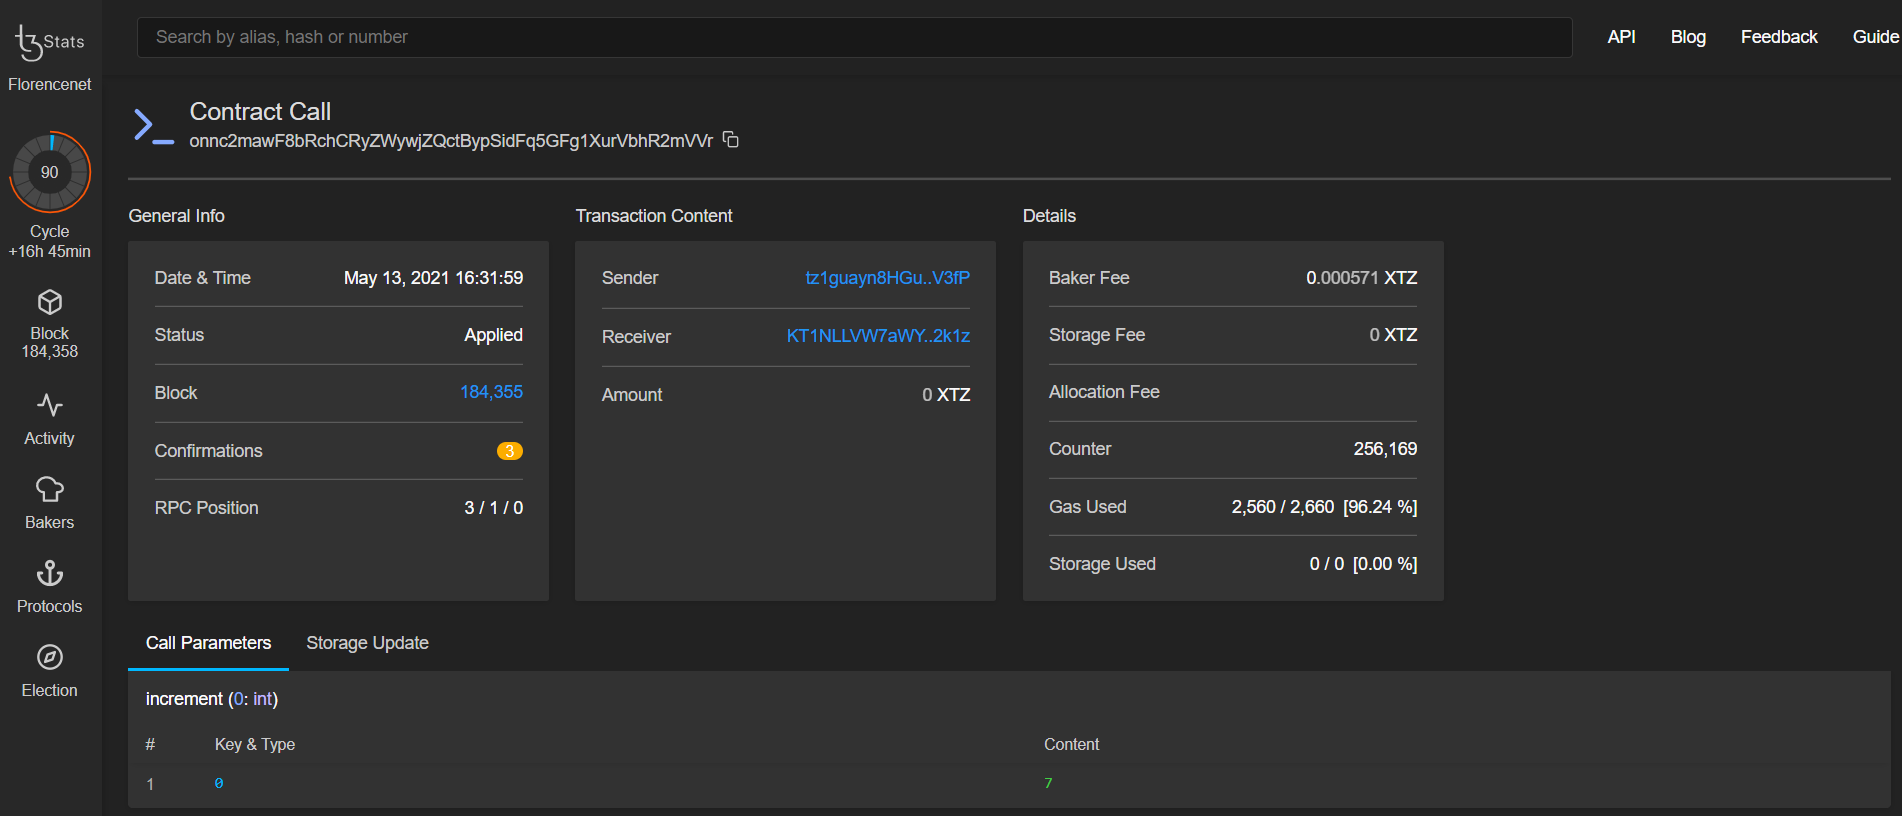 tz Stats
Florencenet
90
Cycle
+16h 45min
Block
184,358
Activity
Bakers
Protocols
Election
Search by alias, hash or number
API Blog Feedback Guide
Contract Call
onnc2mawF8bRchCRyZWywjZQctBypSidFq5GFg1XurVbhR2mVVr
General Info
Date & Time May 13, 2021 16:31:59
Status Applied
Block 184,355
Confirmations 3
RPC Position 3 / 1 / 0
Transaction Content
Sender tz1guayn8HGu..V3fP
Receiver KT1NLLVW7aWY..2k1z
Amount 0 XTZ
Details
Baker Fee 0.000571 XTZ
Storage Fee 0 XTZ
Allocation Fee
Counter 256,169
Gas Used 2,560 / 2,660 [96.24 %]
Storage Used 0 / 0 [0.00 %]
Call Parameters Storage Update
increment (0: int)
# Key & Type Content
1 0 7